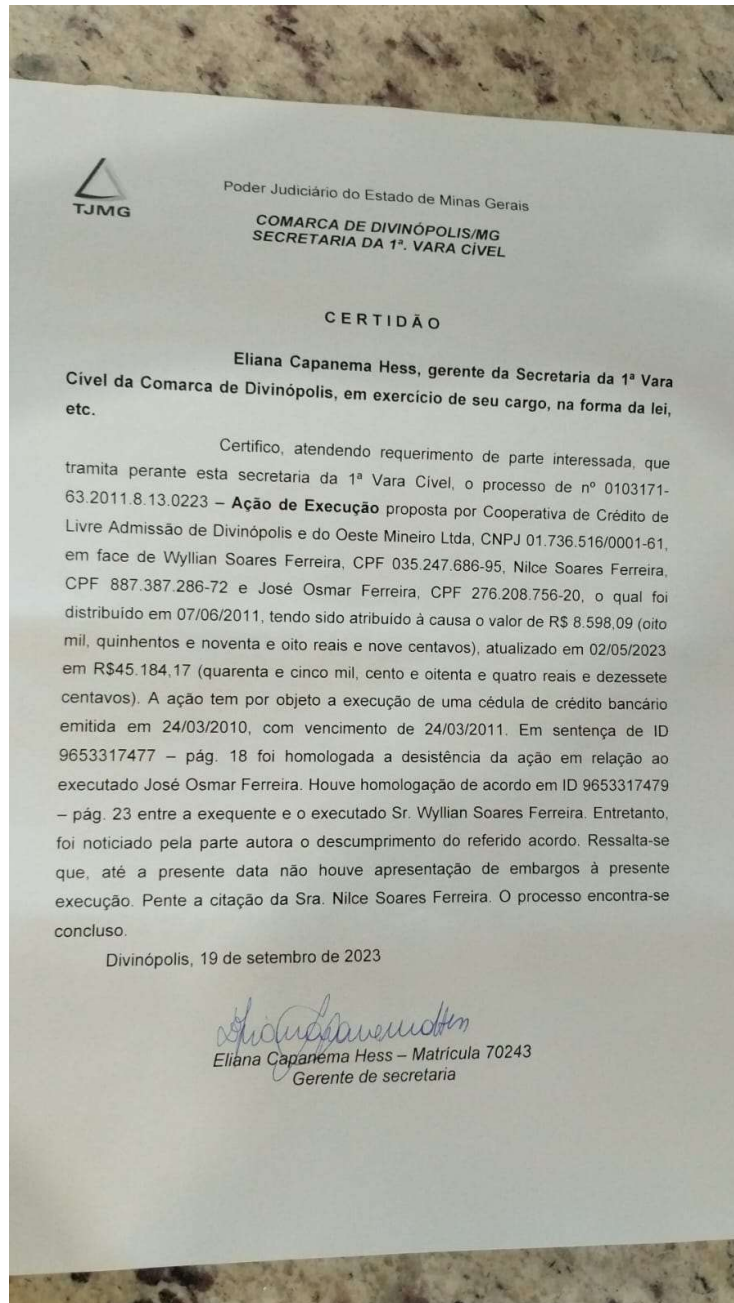 TJMG
Poder Judiciário do Estado de Minas Gerais
COMARCA DE DIVINÓPOLIS/MG
SECRETARIA DA 1ª. VARA CÍVEL
CERTIDÃO
Eliana Capanema Hess, gerente da Secretaria da 1ª Vara
Cível da Comarca de Divinópolis, em exercício de seu cargo, na forma da lei,
etc.
Certifico, atendendo requerimento de parte interessada, que
tramita perante esta secretaria da 1ª Vara Cível, o processo de nº 0103171-
63.2011.8.13.0223 – Ação de Execução proposta por Cooperativa de Crédito de
Livre Admissão de Divinópolis e do Oeste Mineiro Ltda, CNPJ 01.736.516/0001-61,
em face de Wyllian Soares Ferreira, CPF 035.247.686-95, Nilce Soares Ferreira,
CPF 887.387.286-72 e José Osmar Ferreira, CPF 276.208.756-20, o qual foi
distribuído em 07/06/2011, tendo sido atribuído à causa o valor de R$ 8.598,09 (oito
mil, quinhentos e noventa e oito reais e nove centavos), atualizado em 02/05/2023
em R$45.184,17 (quarenta e cinco mil, cento e oitenta e quatro reais e dezessete
centavos). A ação tem por objeto a execução de uma cédula de crédito bancário
emitida em 24/03/2010, com vencimento de 24/03/2011. Em sentença de ID
9653317477 – pág. 18 foi homologada a desistência da ação em relação ao
executado José Osmar Ferreira. Houve homologação de acordo em ID 9653317479
– pág. 23 entre a exequente e o executado Sr. Wyllian Soares Ferreira. Entretanto,
foi noticiado pela parte autora o descumprimento do referido acordo. Ressalta-se
que, até a presente data não houve apresentação de embargos à presente
execução. Pente a citação da Sra. Nilce Soares Ferreira. O processo encontra-se
concluso.
Divinópolis, 19 de setembro de 2023
Eliana Capanema Hess – Matrícula 70243
Gerente de secretaria